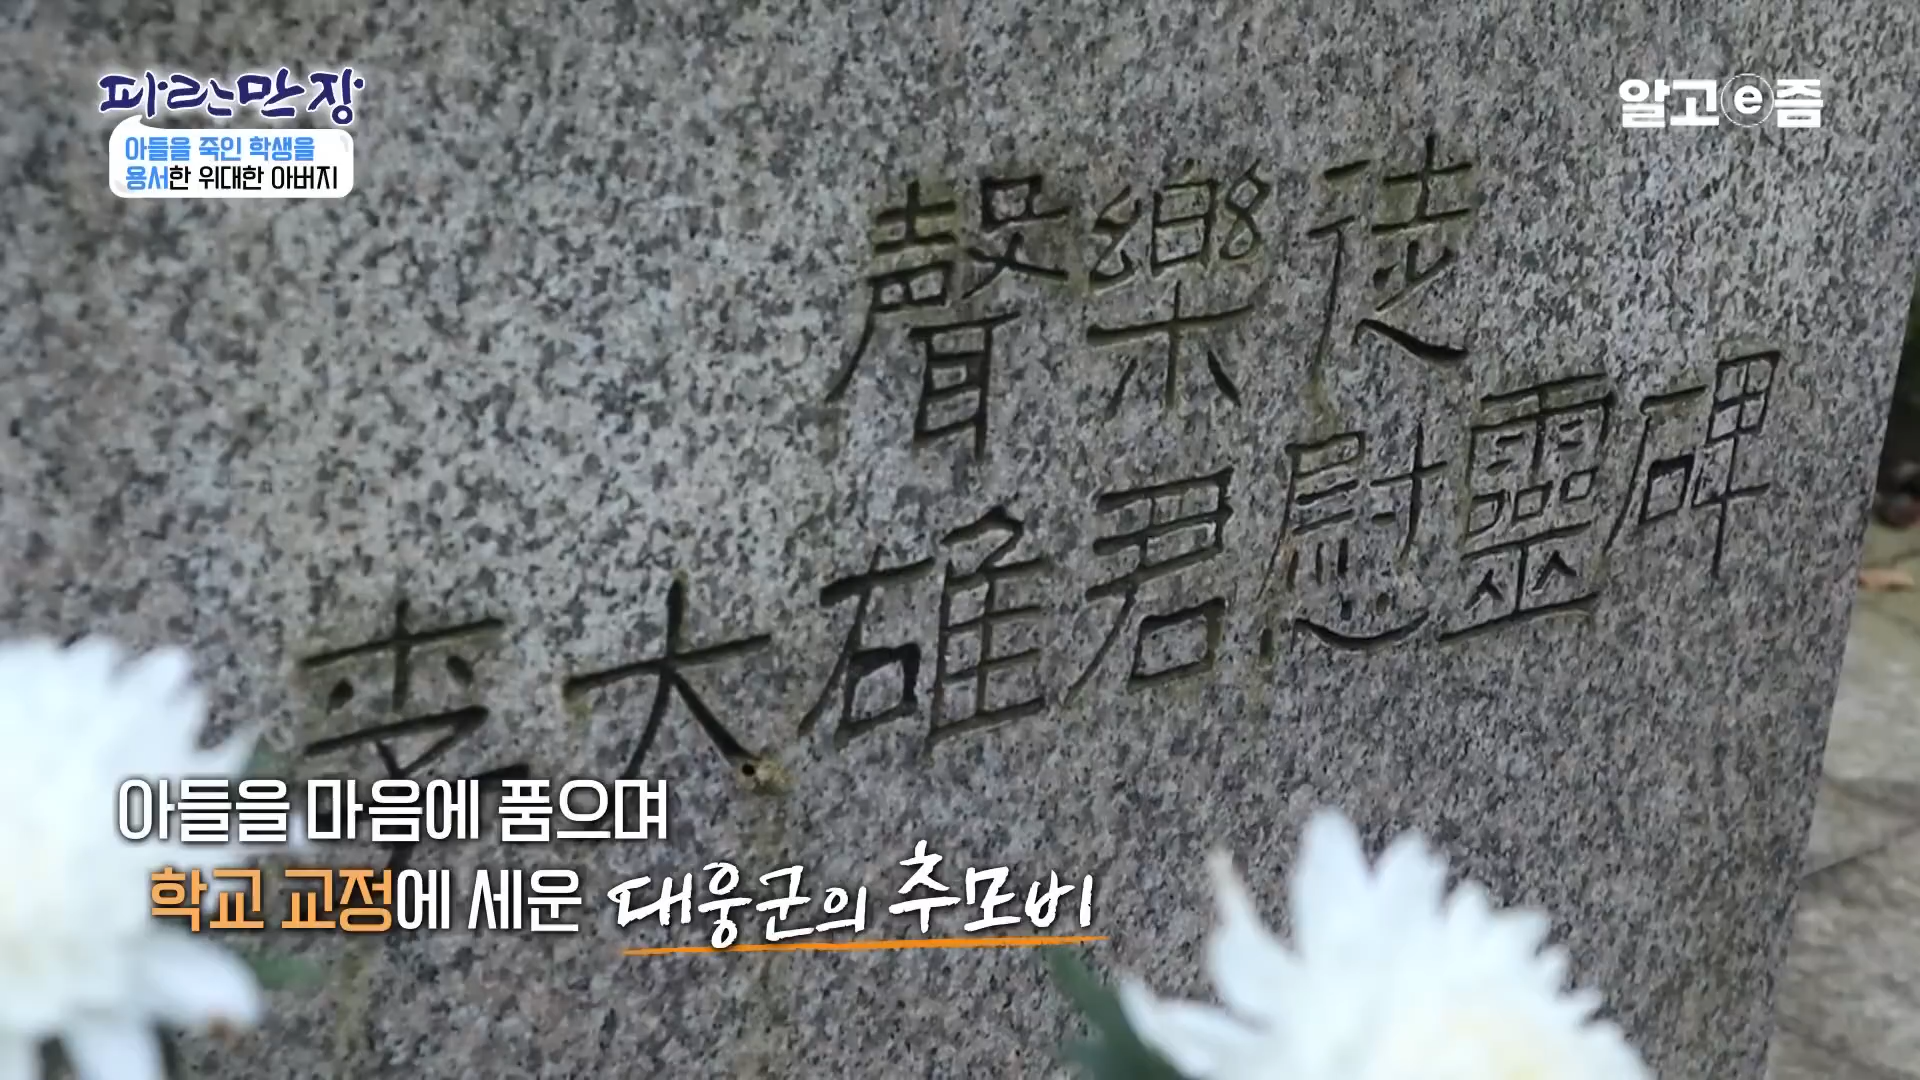 파란만장
아들을 죽인 학생을
용서한 위대한 아버지
알고e즘
聲樂徒
李大雄君慰靈碑
아들을 마음에 품으며
학교 교정에 세운 대웅군의 추모비